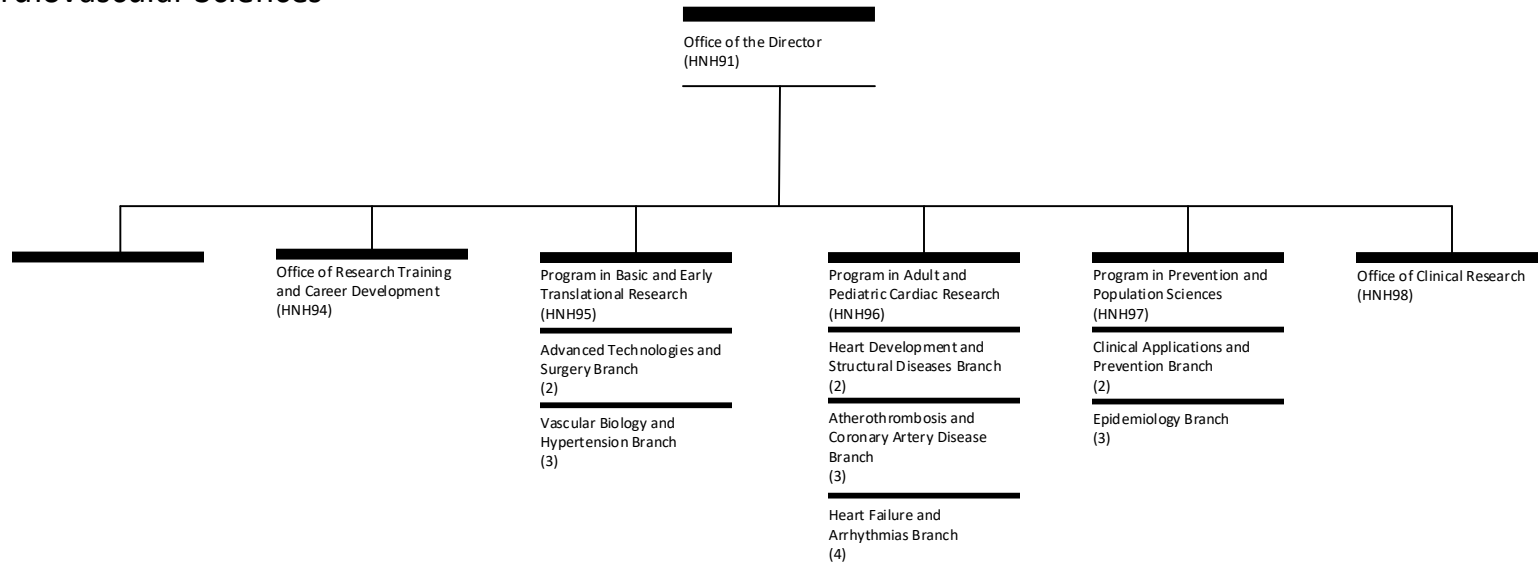 Sciences
Office of the Director
(HNH91)
Office of Research Training
and Career Development
(HNH94)
Program in Basic and Early
Translational Research
(HNH95)
Advanced Technologies and
Surgery Branch
(2)
Vascular Biology and
Hypertension Branch
(3)
Program in Adult and
Pediatric Cardiac Research
(HNH96)
Heart Development and
Structural Diseases Branch
(2)
Atherothrombosis and
Coronary Artery Disease
Branch
(3)
Heart Failure and
Arrhythmias Branch
(4)
Program in Prevention and
Population Sciences
(HNH97)
Clinical Applications and
Prevention Branch
(2)
Epidemiology Branch
(3)
Office of Clinical Research
(HNH98)